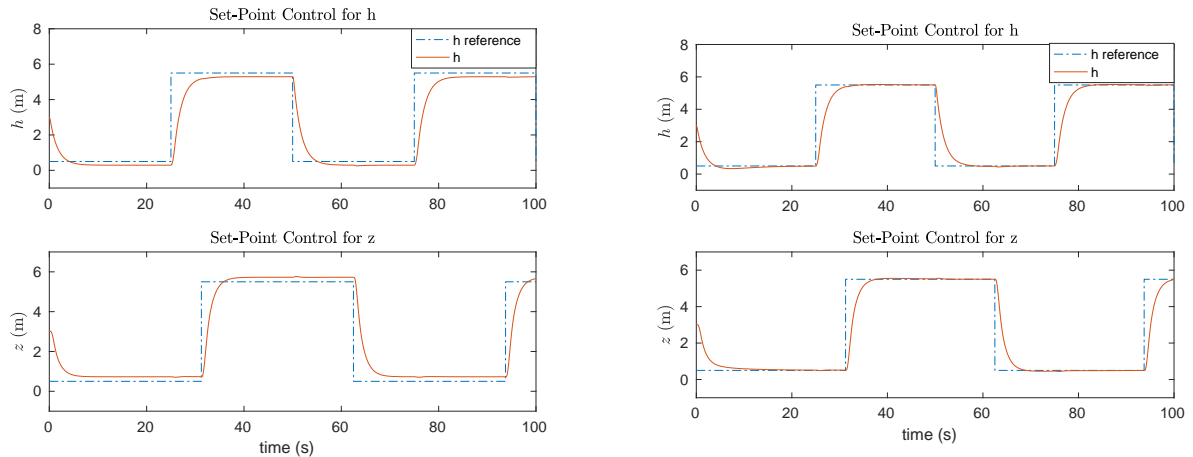 Set-Point Control for h
8
6
4
2
0
h (m)
h reference
h
0 20 40 60 80 100
Set-Point Control for z
6
4
2
0
z (m)
0 20 40 60 80 100
time (s)
Set-Point Control for h
8
6
4
2
0
h (m)
h reference
h
0 20 40 60 80 100
Set-Point Control for z
6
4
2
0
z (m)
0 20 40 60 80 100
time (s)